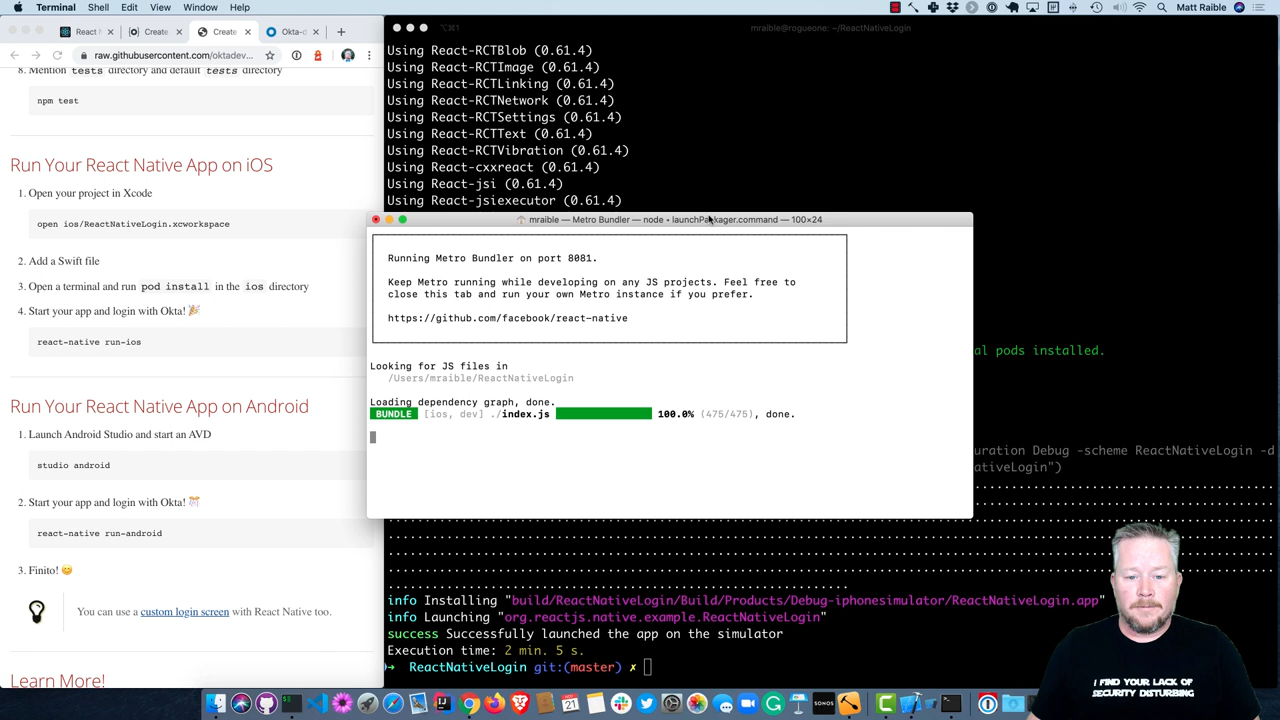 Terminal Shell Edit View Window Help Matt Raible
React N Create Create Okta-d
raw.githubusercontent.com/oktadev
8. Mention tests directory and default tests directory
npm test
Run Your React Native App on iOS
1. Open your project in Xcode
open ios/ReactNativeLogin.xcworkspace
2. Add a Swift file
3. Open a terminal and run pod install in the ios directory
4. Start your app and login with Okta! 🎉
react-native run-ios
Run Your React Native App on Android
1. Launch Android Studio and start an AVD
studio android
2. Start your app and login with Okta! 🎊
react-native run-android
3. Finito! 😊
You can use a custom login screen with React Native too.
Learn More!
⌥⌘1 mraible@rogueone: ~/ReactNativeLogin
Using React-RCTBlob (0.61.4)
Using React-RCTImage (0.61.4)
Using React-RCTLinking (0.61.4)
Using React-RCTNetwork (0.61.4)
Using React-RCTSettings (0.61.4)
Using React-RCTText (0.61.4)
Using React-RCTVibration (0.61.4)
Using React-cxxreact (0.61.4)
Using React-jsi (0.61.4)
Using React-jsiexecutor (0.61.4)
mraible — Metro Bundler — node • launchPackager.command — 100×24
Running Metro Bundler on port 8081.
Keep Metro running while developing on any JS projects. Feel free to
close this tab and run your own Metro instance if you prefer.
https://github.com/facebook/react-native
Looking for JS files in
/Users/mraible/ReactNativeLogin
Loading dependency graph, done.
BUNDLE [ios, dev] ./index.js 100.0% (475/475), done.
al pods installed.
uration Debug -scheme ReactNativeLogin -d
ativeLogin")
info Installing "build/ReactNativeLogin/Build/Products/Debug-iphonesimulator/ReactNativeLogin.app"
info Launching "org.reactjs.native.example.ReactNativeLogin"
success Successfully launched the app on the simulator
Execution time: 2 min. 5 s.
➜ ReactNativeLogin git:(master) ✗
I FIND YOUR LACK OF
SECURITY DISTURBING
21
SONOS